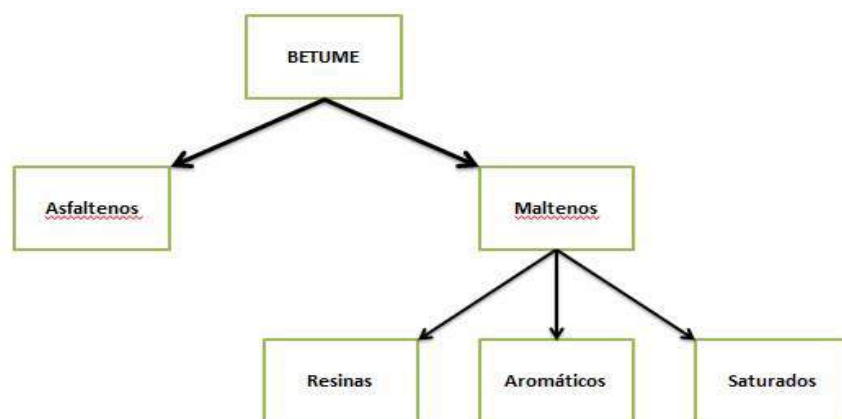 BETUME
Asfaltenos
Maltenos
Resinas
Aromáticos
Saturados